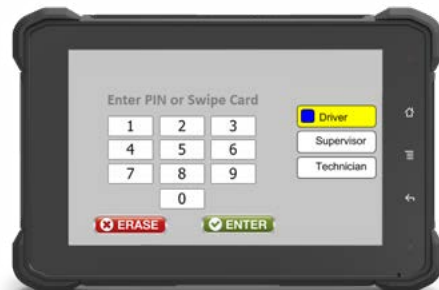 Enter PIN or Swipe Card
1 2 3
4 5 6
7 8 9
0
ERASE
ENTER
Driver
Supervisor
Technician